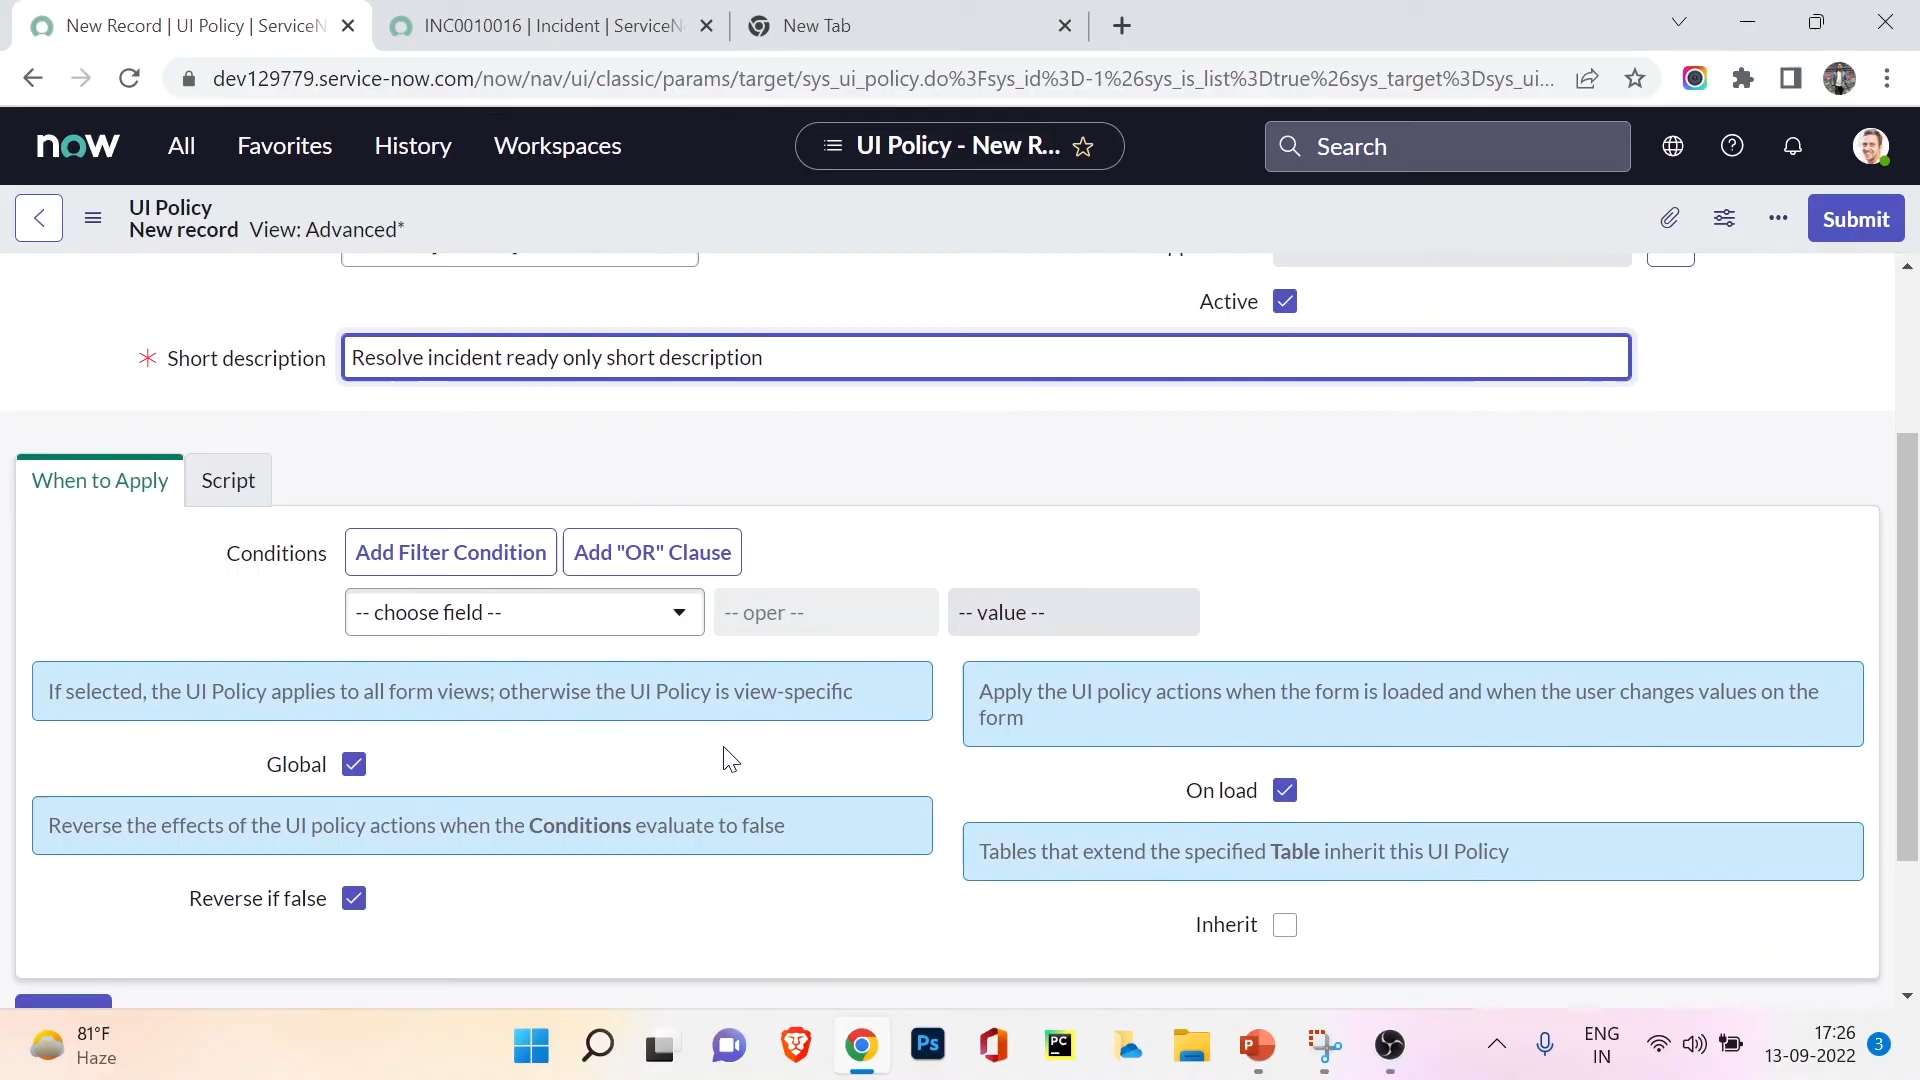 New Record | UI Policy | ServiceN
INC0010016 | Incident | ServiceN
New Tab
dev129779.service-now.com/now/nav/ui/classic/params/target/sys_ui_policy.do%3Fsys_id%3D-1%26sys_is_list%3Dtrue%26sys_target%3Dsys_ui...
now
All
Favorites
History
Workspaces
UI Policy - New R...
Search
UI Policy
New record View: Advanced*
Submit
Active
* Short description
Resolve incident ready only short description
When to Apply
Script
Conditions
Add Filter Condition
Add "OR" Clause
-- choose field --
-- oper --
-- value --
If selected, the UI Policy applies to all form views; otherwise the UI Policy is view-specific
Apply the UI policy actions when the form is loaded and when the user changes values on the
form
Global
On load
Reverse the effects of the UI policy actions when the Conditions evaluate to false
Tables that extend the specified Table inherit this UI Policy
Reverse if false
Inherit
81°F
Haze
Ps
PC
P
ENG
IN
17:26
13-09-2022
3